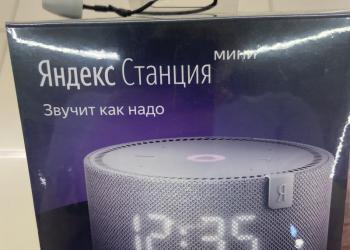 Яндекс Станция мини
Звучит как надо
12:35